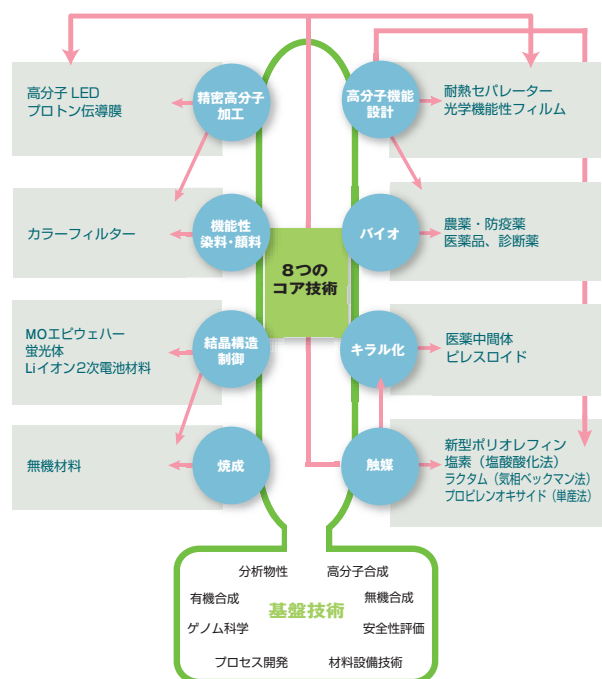 高分子 LED
プロトン伝導膜
精密高分子
加工
高分子機能
設計
耐熱セパレーター
光学機能性フィルム
カラーフィルター
機能性
染料・顔料
バイオ
農薬・防疫薬
医薬品、診断薬
8つの
コア技術
MOエピウェハー
蛍光体
Liイオン2次電池材料
結晶構造
制御
キラル化
医薬中間体
ピレスロイド
無機材料
焼成
触媒
新型ポリオレフィン
塩素（塩酸酸化法）
ラクタム（気相ベックマン法）
プロピレンオキサイド（単産法）
分析物性
高分子合成
有機合成
無機合成
基盤技術
ゲノム科学
安全性評価
プロセス開発
材料設備技術